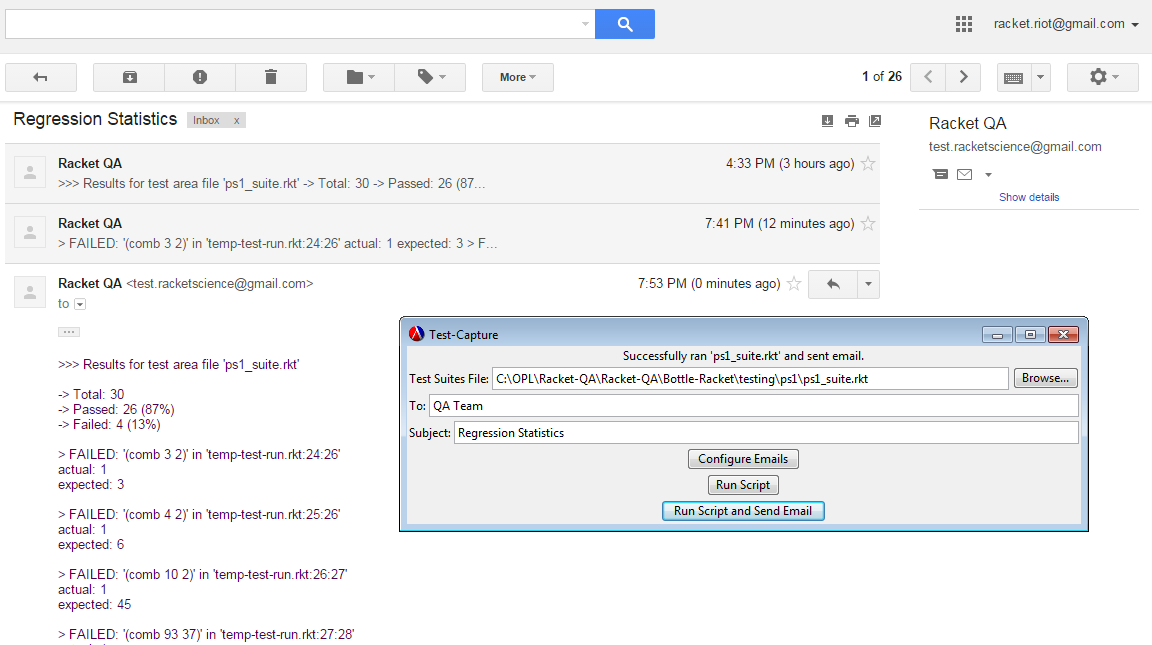 racket.riot@gmail.com
More
1 of 26
Regression Statistics
Inbox x
Racket QA
test.racketscience@gmail.com
Show details
Racket QA
4:33 PM (3 hours ago)
>>> Results for test area file 'ps1_suite.rkt' -> Total: 30 -> Passed: 26 (87...
Racket QA
7:41 PM (12 minutes ago)
> FAILED: '(comb 3 2)' in 'temp-test-run.rkt:24:26' actual: 1 expected: 3 > F...
Racket QA <test.racketscience@gmail.com>
7:53 PM (0 minutes ago)
to
...
>>> Results for test area file 'ps1_suite.rkt'
-> Total: 30
-> Passed: 26 (87%)
-> Failed: 4 (13%)
> FAILED: '(comb 3 2)' in 'temp-test-run.rkt:24:26'
actual: 1
expected: 3
> FAILED: '(comb 4 2)' in 'temp-test-run.rkt:25:26'
actual: 1
expected: 6
> FAILED: '(comb 10 2)' in 'temp-test-run.rkt:26:27'
actual: 1
expected: 45
> FAILED: '(comb 93 37)' in 'temp-test-run.rkt:27:28'
Test-Capture
Successfully ran 'ps1_suite.rkt' and sent email.
Test Suites File: C:\OPL\Racket-QA\Racket-QA\Bottle-Racket\testing\ps1\ps1_suite.rkt
Browse...
To: QA Team
Subject: Regression Statistics
Configure Emails
Run Script
Run Script and Send Email